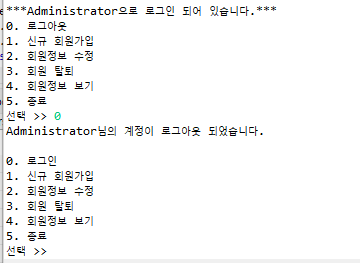 ***Administrator으로 로그인 되어 있습니다.***
0. 로그아웃
1. 신규 회원가입
2. 회원정보 수정
3. 회원 탈퇴
4. 회원정보 보기
5. 종료
선택 >> 0
Administrator님의 계정이 로그아웃 되었습니다.
0. 로그인
1. 신규 회원가입
2. 회원정보 수정
3. 회원 탈퇴
4. 회원정보 보기
5. 종료
선택 >>